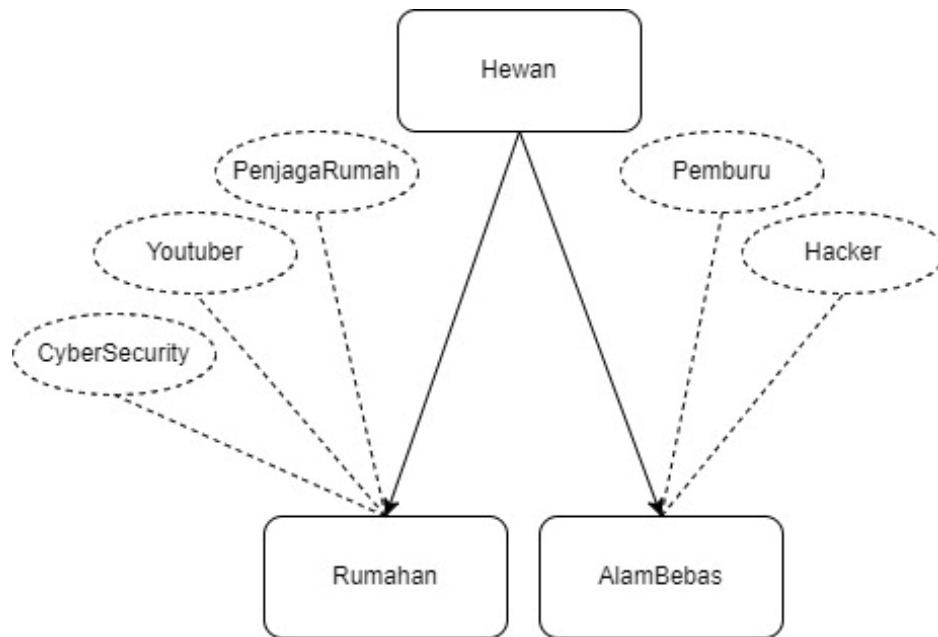 Hewan
PenjagaRumah
Pemburu
Youtuber
Hacker
CyberSecurity
Rumahan
AlamBebas